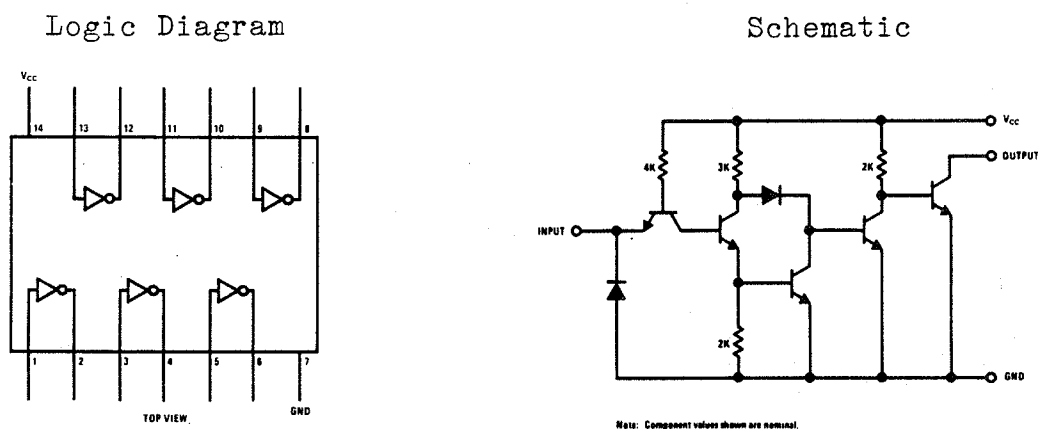 Logic Diagram
Schematic
VCC
14 13 12 11 10 9 8
1 2 3 4 5 6 7
TOP VIEW
GND
VCC
OUTPUT
4K
3K
2K
INPUT
2K
GND
Note: Component values shown are nominal.